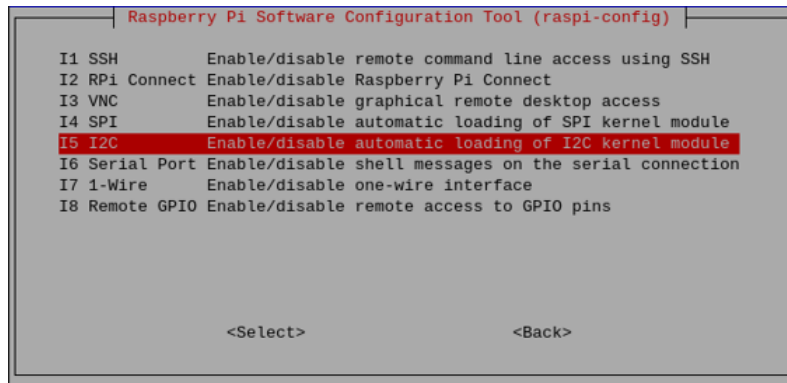 Raspberry Pi Software Configuration Tool (raspi-config)
I1 SSH Enable/disable remote command line access using SSH
I2 RPi Connect Enable/disable Raspberry Pi Connect
I3 VNC Enable/disable graphical remote desktop access
I4 SPI Enable/disable automatic loading of SPI kernel module
I5 I2C Enable/disable automatic loading of I2C kernel module
I6 Serial Port Enable/disable shell messages on the serial connection
I7 1-Wire Enable/disable one-wire interface
I8 Remote GPIO Enable/disable remote access to GPIO pins
<Select> <Back>